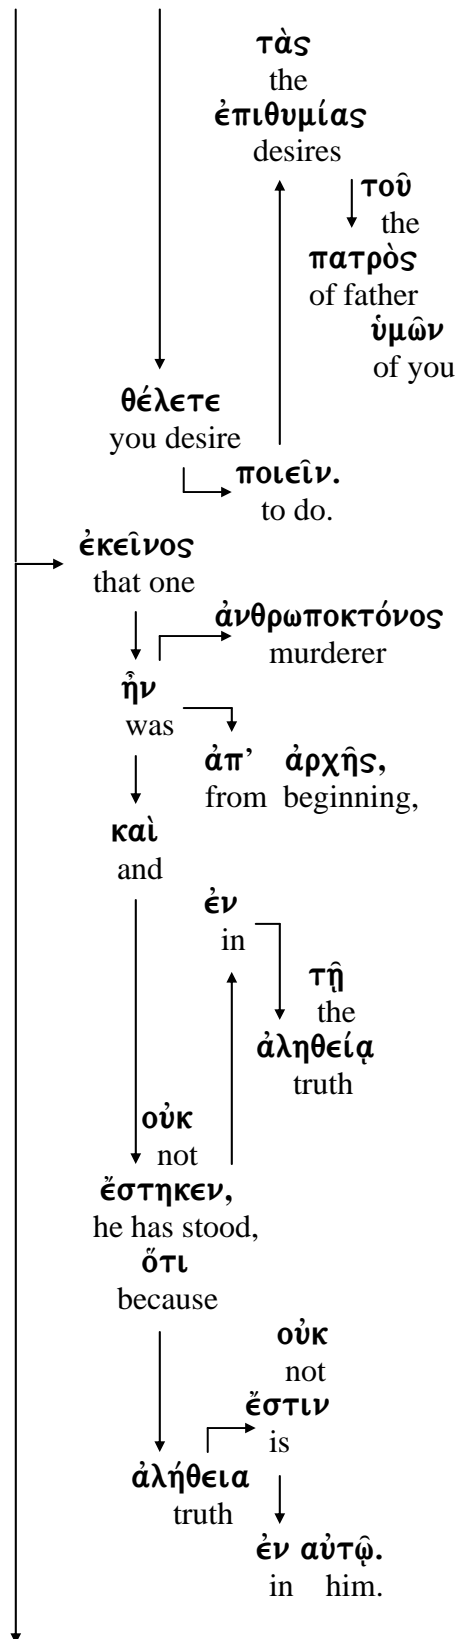 τὰς
the
ἐπιθυμίας
desires
τοῦ
the
πατρὸς
of father
ὑμῶν
of you
θέλετε
you desire
ποιεῖν.
to do.
ἐκεῖνος
that one
ἀνθρωποκτόνος
murderer
ἦν
was
ἀπ’ ἀρχῆς,
from beginning,
καὶ
and
ἐν
in
τῇ
the
ἀληθείᾳ
truth
οὐκ
not
ἔστηκεν,
he has stood,
ὅτι
because
οὐκ
not
ἔστιν
is
ἀλήθεια
truth
ἐν αὐτῷ.
in him.